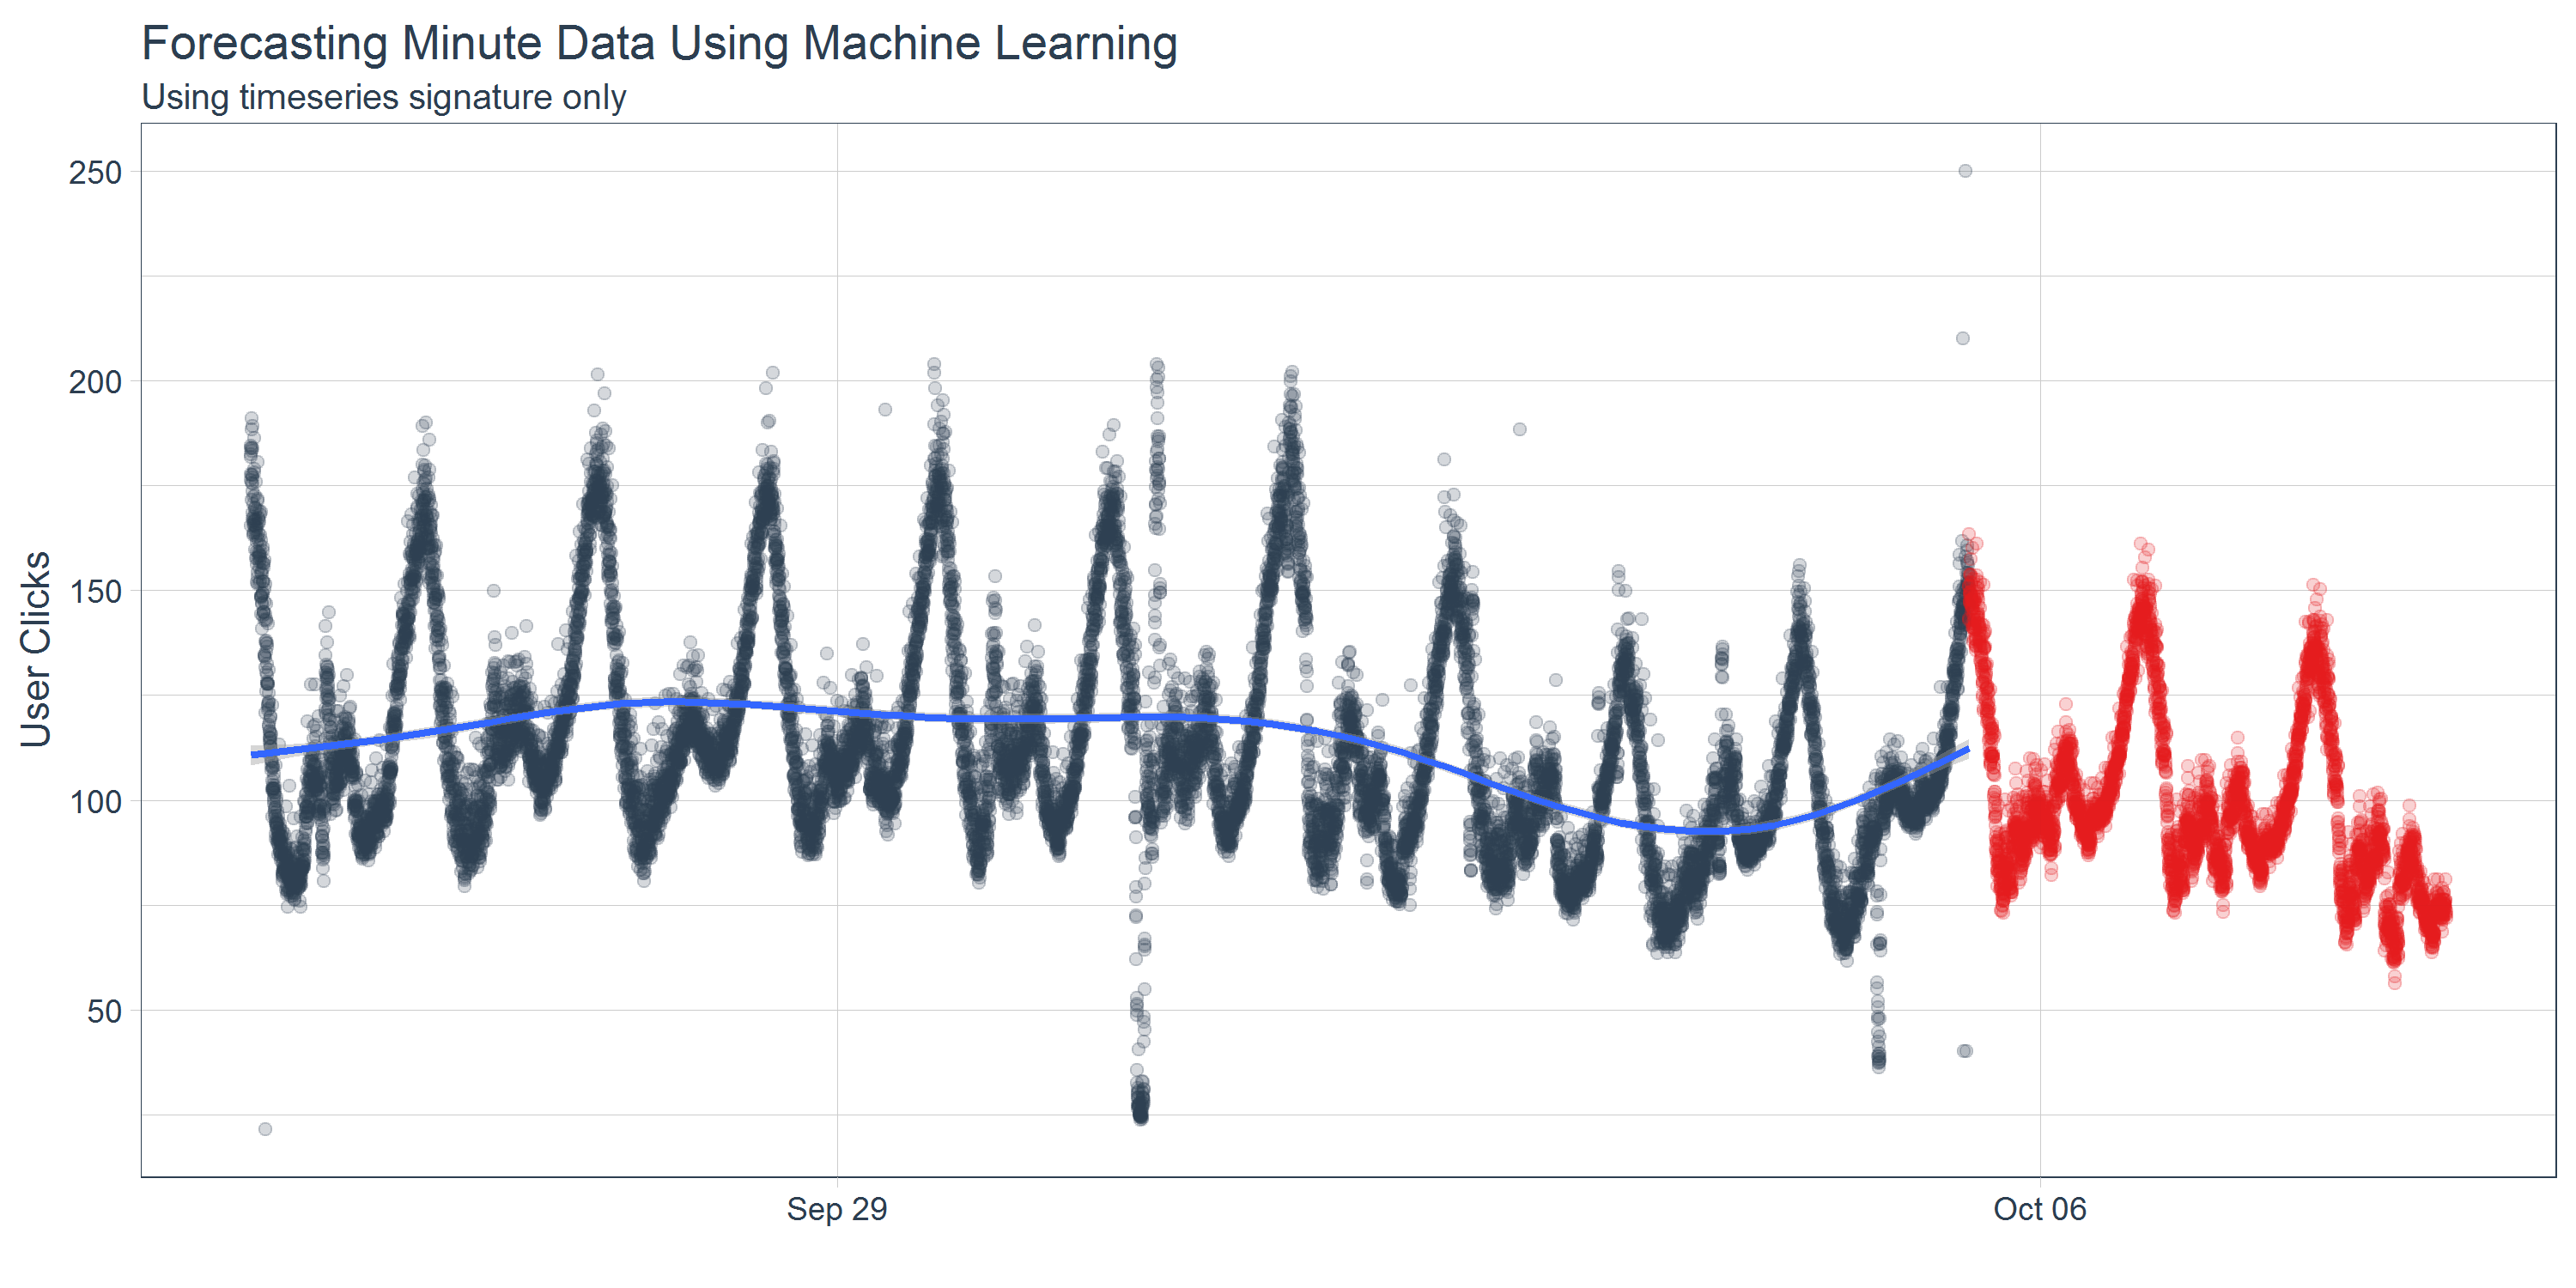 Forecasting Minute Data Using Machine Learning
Using timeseries signature only
User Clicks
250
200
150
100
50
Sep 29
Oct 06